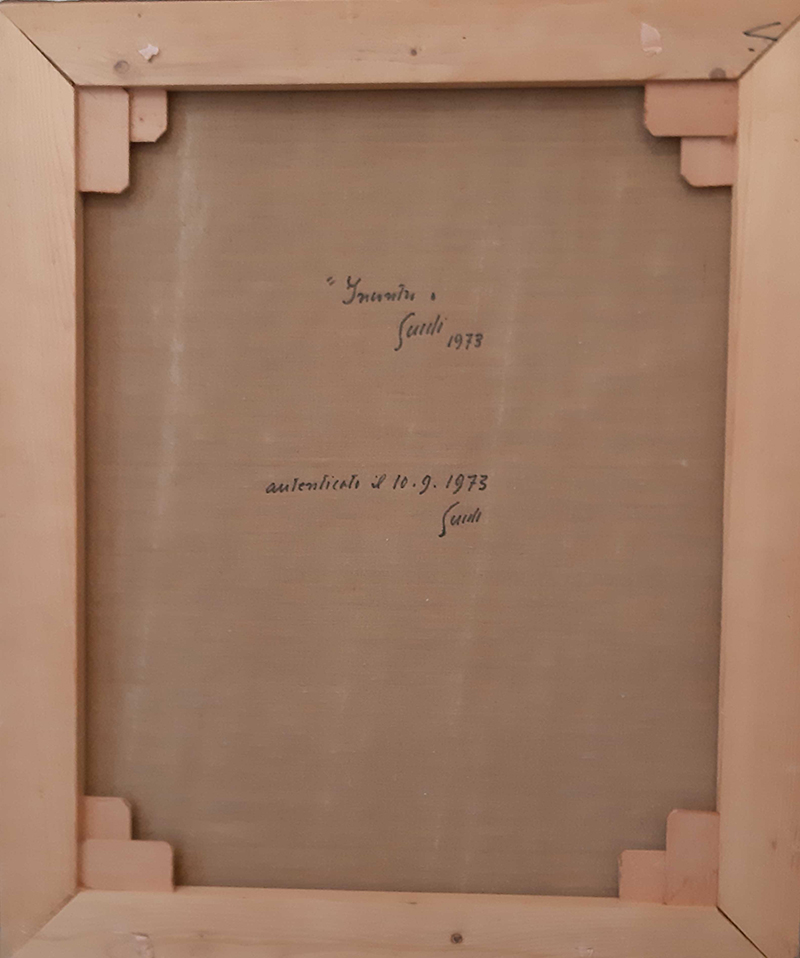 "Incontro"
Guidi 1973
autenticato il 10.9.1973
Guidi